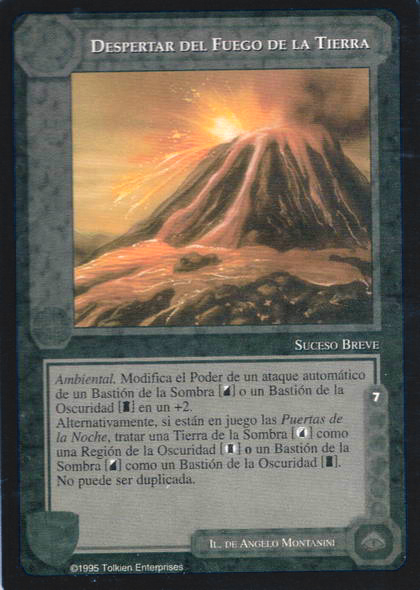 DESPERTAR DEL FUEGO DE LA TIERRA
SUCESO BREVE
Ambiental. Modifica el Poder de un ataque automático
de un Bastión de la Sombra [ ] o un Bastión de la
Oscuridad [ ] en un +2.
Alternativamente, si están en juego las Puertas de
la Noche, tratar una Tierra de la Sombra [ ] como
una Región de la Oscuridad [ ] o un Bastión de la
Sombra [ ] como un Bastión de la Oscuridad [ ].
No puede ser duplicada.
7
IL. DE ANGELO MONTANINI
©1995 Tolkien Enterprises